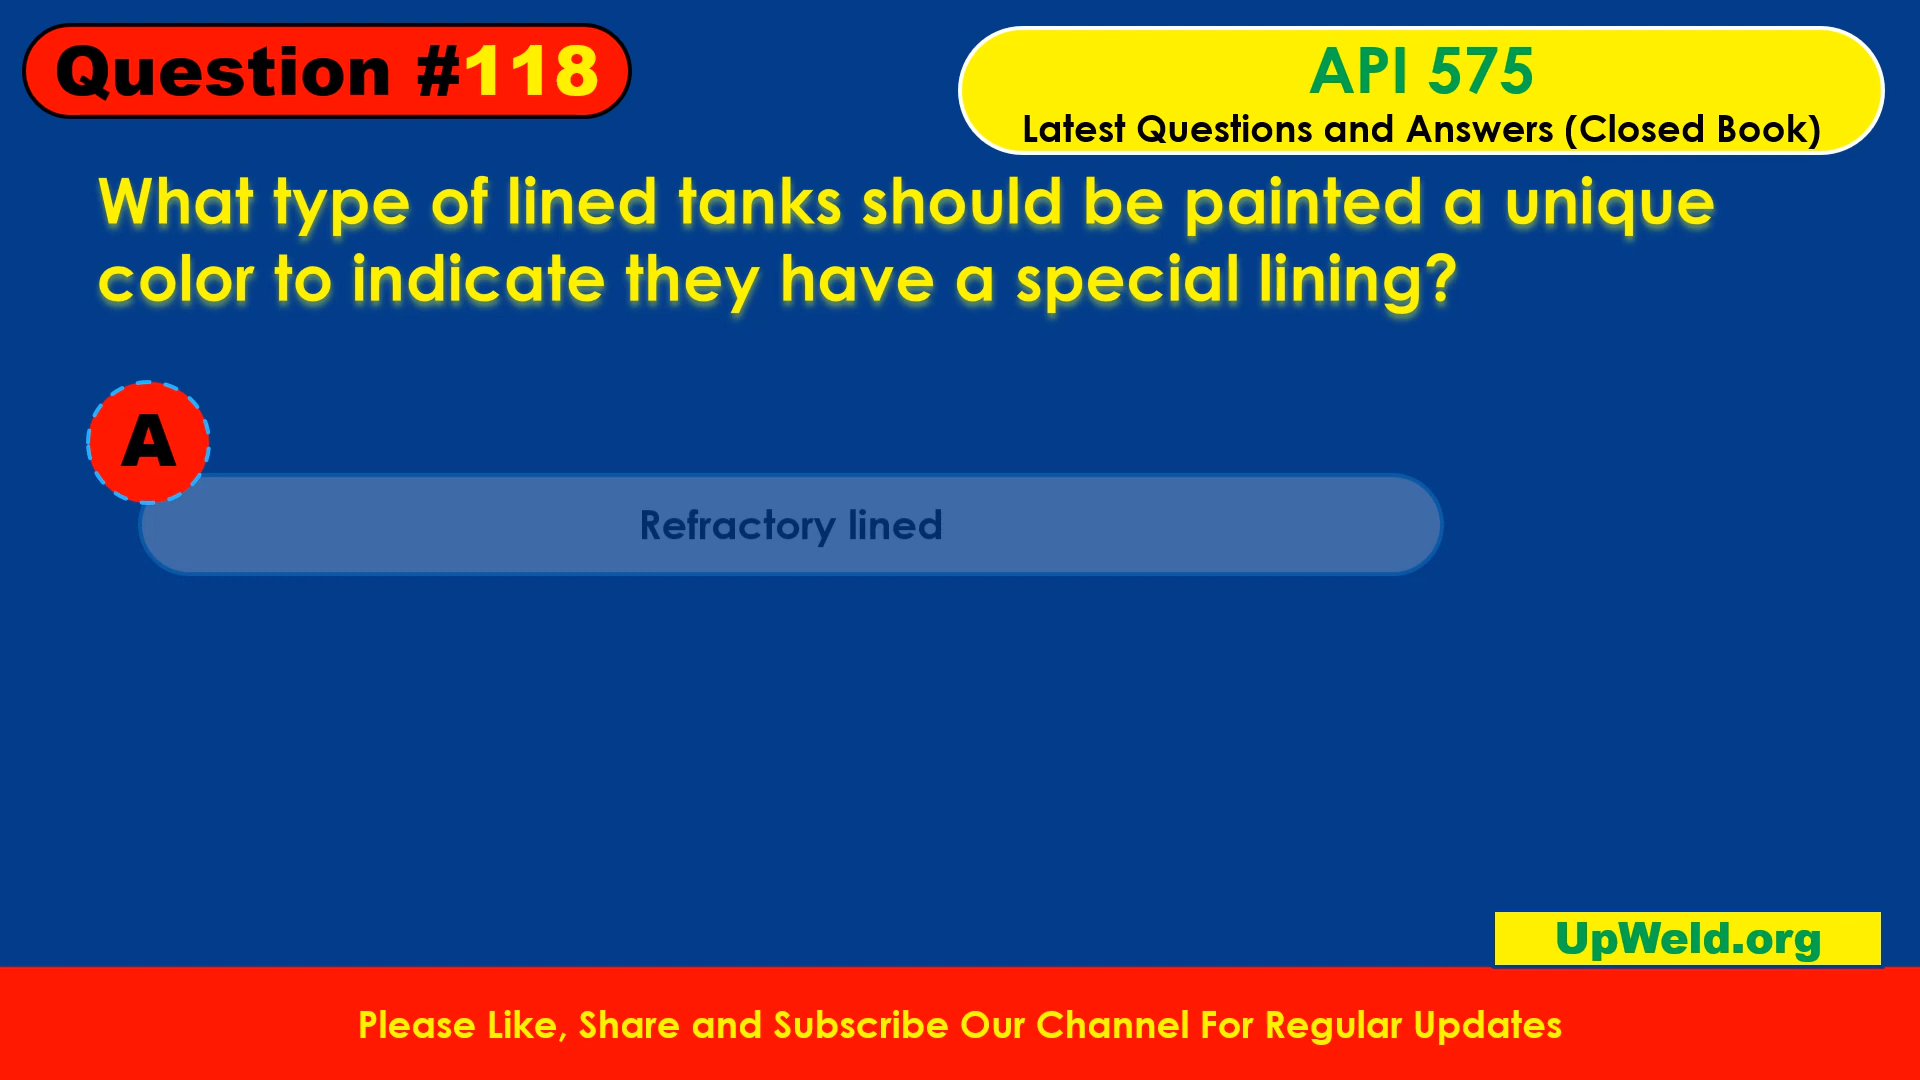 Question #118
API 575
Latest Questions and Answers (Closed Book)
What type of lined tanks should be painted a unique
color to indicate they have a special lining?
A
Refractory lined
UpWeld.org
Please Like, Share and Subscribe Our Channel For Regular Updates